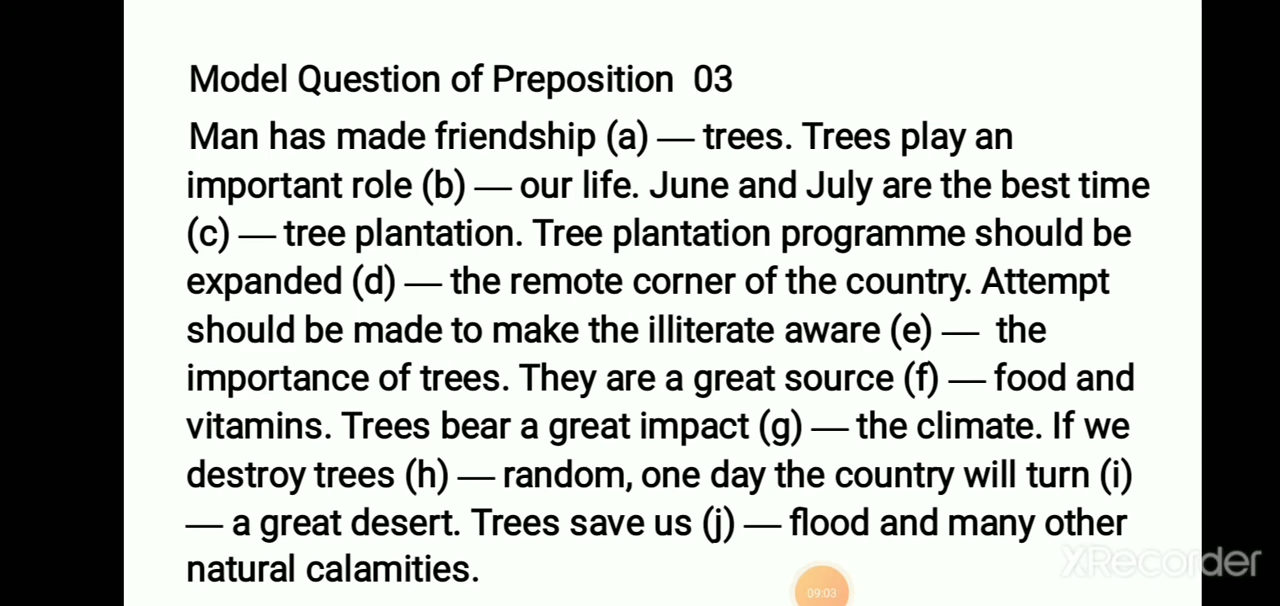 Model Question of Preposition 03
Man has made friendship (a) — trees. Trees play an
important role (b) — our life. June and July are the best time
(c) — tree plantation. Tree plantation programme should be
expanded (d) — the remote corner of the country. Attempt
should be made to make the illiterate aware (e) — the
importance of trees. They are a great source (f) — food and
vitamins. Trees bear a great impact (g) — the climate. If we
destroy trees (h) — random, one day the country will turn (i)
— a great desert. Trees save us (j) — flood and many other
natural calamities.
XRecorder
09:03